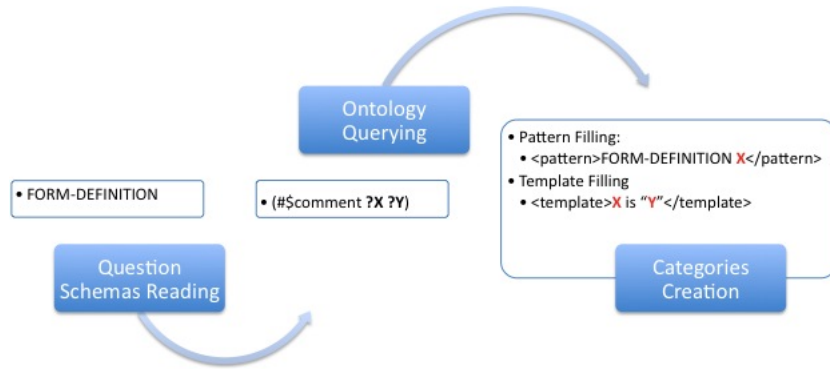 • FORM-DEFINITION
Question
Schemas Reading
Ontology
Querying
• (#$comment ?X ?Y)
• Pattern Filling:
• <pattern>FORM-DEFINITION X</pattern>
• Template Filling
• <template>X is “Y”</template>
Categories
Creation